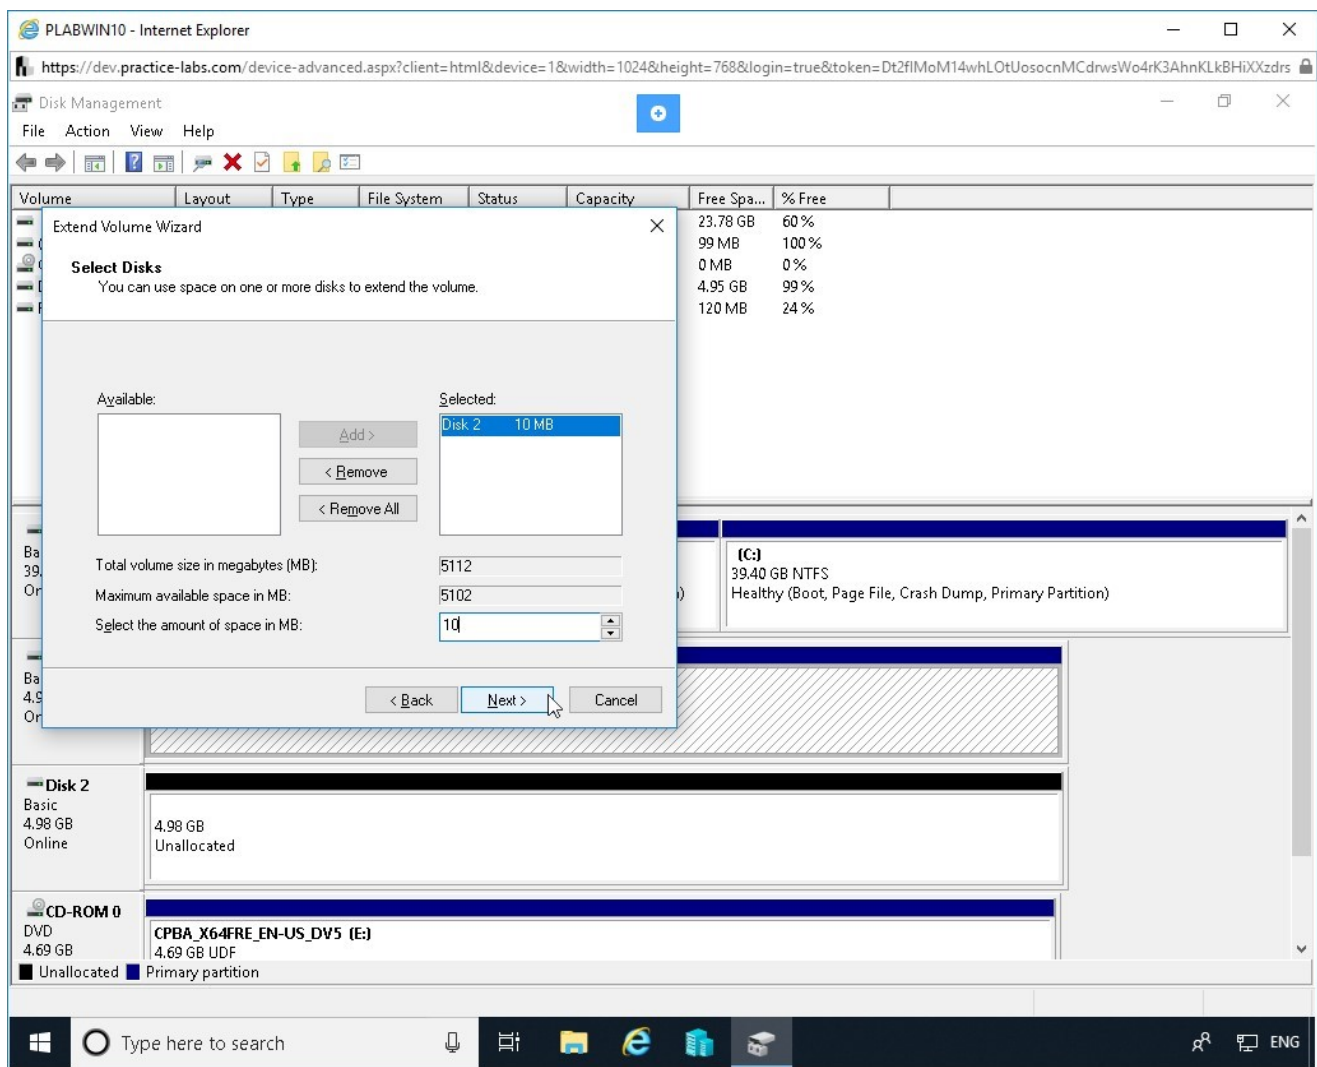 PLABWIN10 - Internet Explorer
https://dev.practice-labs.com/device-advanced.aspx?client=html&device=1&width=1024&height=768&login=true&token=Dt2flMoM14whLOtUosocnMCdrwsWo4rK3AhnKLkBHiXXzdrs
Disk Management
File Action View Help
Volume Layout Type File System Status Capacity Free Spa... % Free
23.78 GB 60 %
99 MB 100 %
0 MB 0 %
4.95 GB 99 %
120 MB 24 %
Extend Volume Wizard
Select Disks
You can use space on one or more disks to extend the volume.
Available: Selected:
Disk 2 10 MB
Add >
< Remove
< Remove All
Total volume size in megabytes (MB): 5112
Maximum available space in MB: 5102
Select the amount of space in MB: 10
< Back Next > Cancel
Ba
39.
Or
(C:)
39.40 GB NTFS
Healthy (Boot, Page File, Crash Dump, Primary Partition)
Ba
4.9
Or
Disk 2
Basic
4.98 GB
Online
4.98 GB
Unallocated
CD-ROM 0
DVD
4.69 GB
CPBA_X64FRE_EN-US_DV5 (E:)
4.69 GB UDF
Unallocated Primary partition
Type here to search
ENG